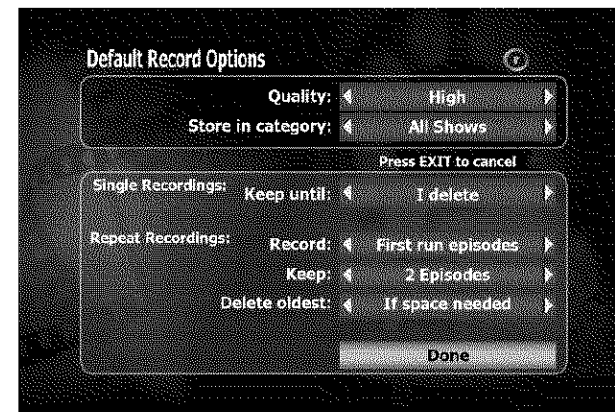 Default Record Options
Quality: High
Store in category: All Shows
Press EXIT to cancel
Single Recordings: Keep until: I delete
Repeat Recordings: Record: First run episodes
Keep: 2 Episodes
Delete oldest: If space needed
Done